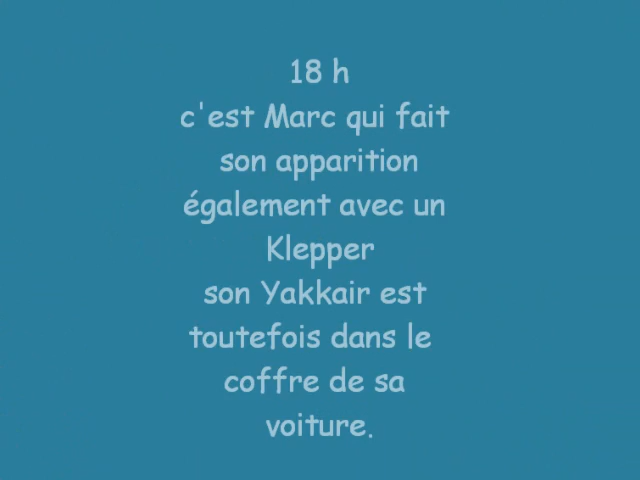 18 h
c'est Marc qui fait
son apparition
également avec un
Klepper
son Yakkair est
toutefois dans le
coffre de sa
voiture.